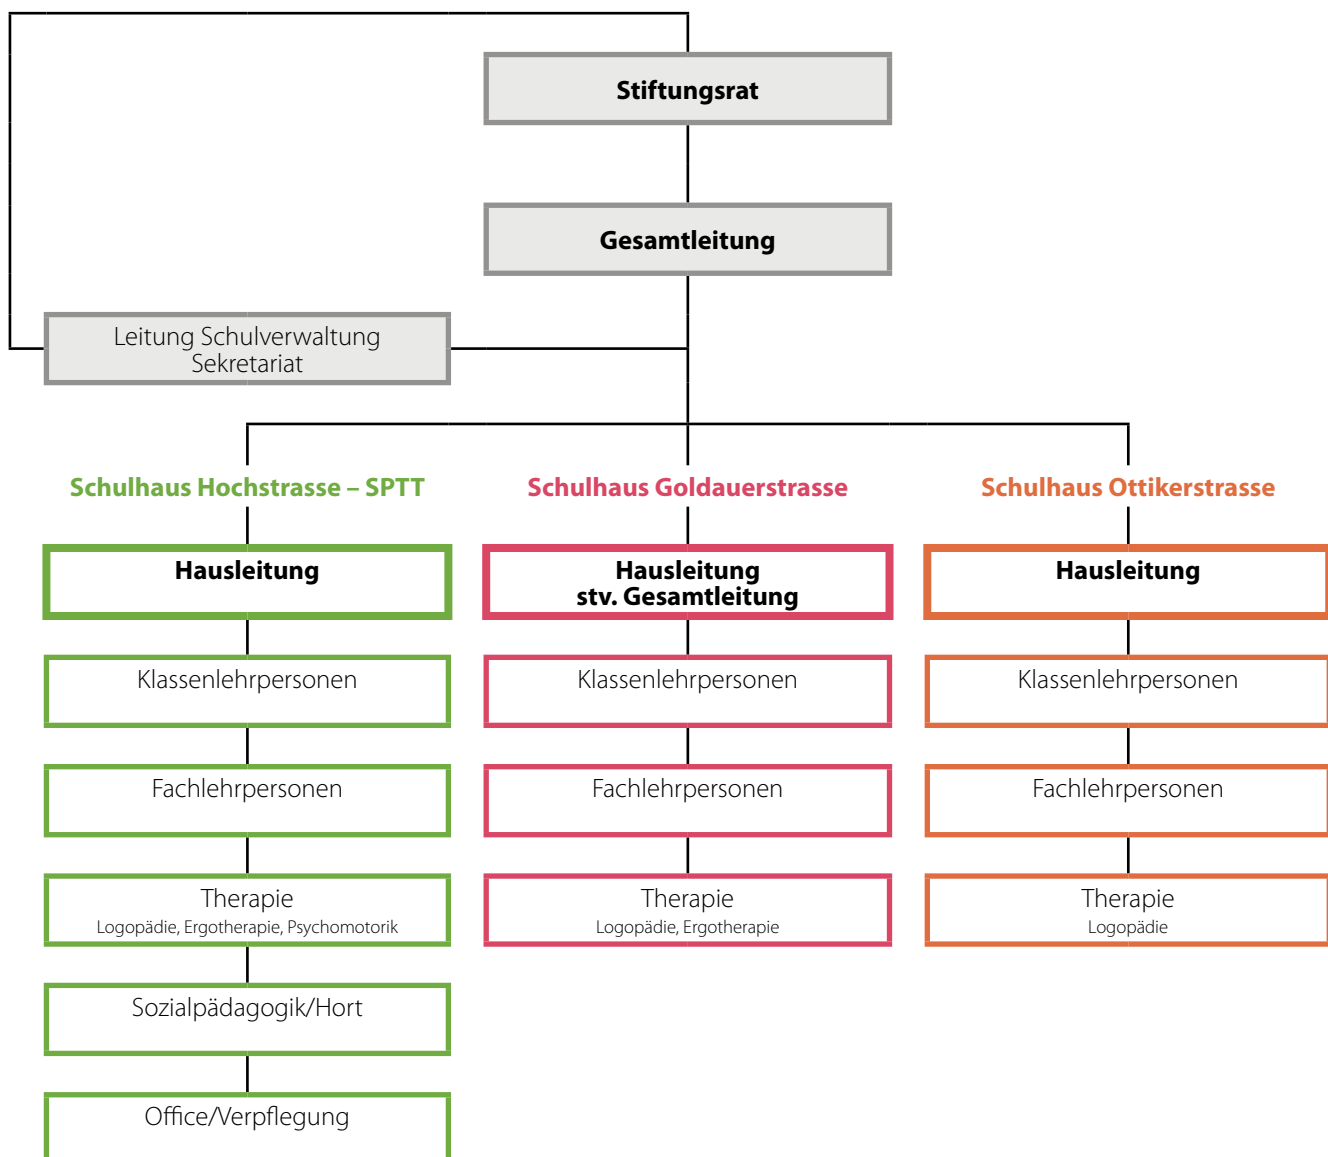 Stiftungsrat
Gesamtleitung
Leitung Schulverwaltung
Sekretariat
Schulhaus Hochstrasse – SPTT
Hausleitung
Klassenlehrpersonen
Fachlehrpersonen
Therapie
Logopädie, Ergotherapie, Psychomotorik
Sozialpädagogik/Hort
Office/Verpflegung
Schulhaus Goldauerstrasse
Hausleitung
stv. Gesamtleitung
Klassenlehrpersonen
Fachlehrpersonen
Therapie
Logopädie, Ergotherapie
Schulhaus Ottikerstrasse
Hausleitung
Klassenlehrpersonen
Fachlehrpersonen
Therapie
Logopädie